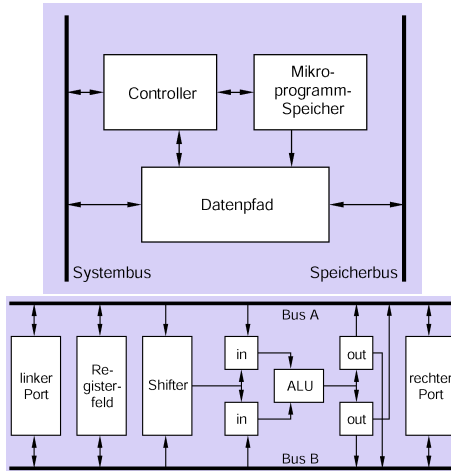 Controller
Mikro-
programm-
Speicher
Datenpfad
Systembus
Speicherbus
Bus A
linker
Port
Re-
gister-
feld
Shifter
in
in
ALU
out
out
rechter
Port
Bus B